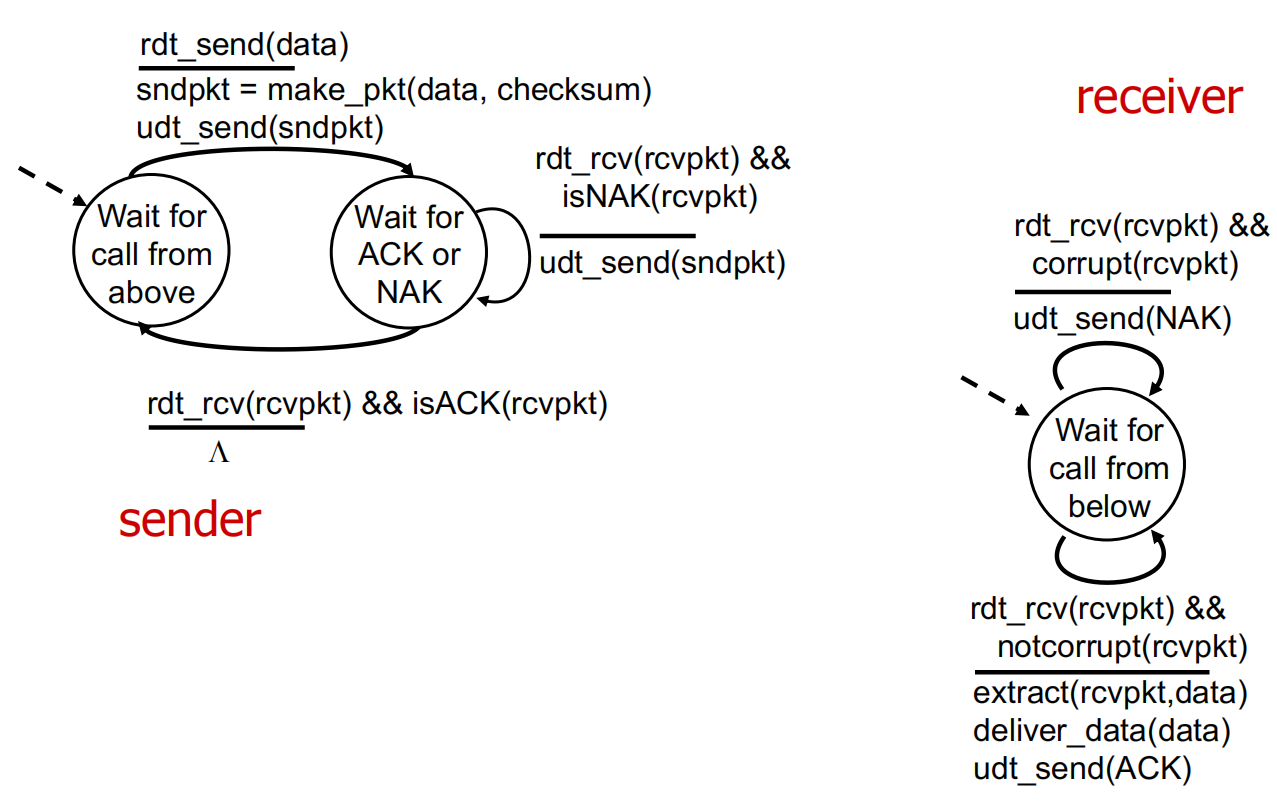 rdt_send(data)
sndpkt = make_pkt(data, checksum)
udt_send(sndpkt)
Wait for
call from
above
Wait for
ACK or
NAK
rdt_rcv(rcvpkt) &&
isNAK(rcvpkt)
udt_send(sndpkt)
rdt_rcv(rcvpkt) && isACK(rcvpkt)
Λ
sender
receiver
rdt_rcv(rcvpkt) &&
corrupt(rcvpkt)
udt_send(NAK)
Wait for
call from
below
rdt_rcv(rcvpkt) &&
notcorrupt(rcvpkt)
extract(rcvpkt,data)
deliver_data(data)
udt_send(ACK)